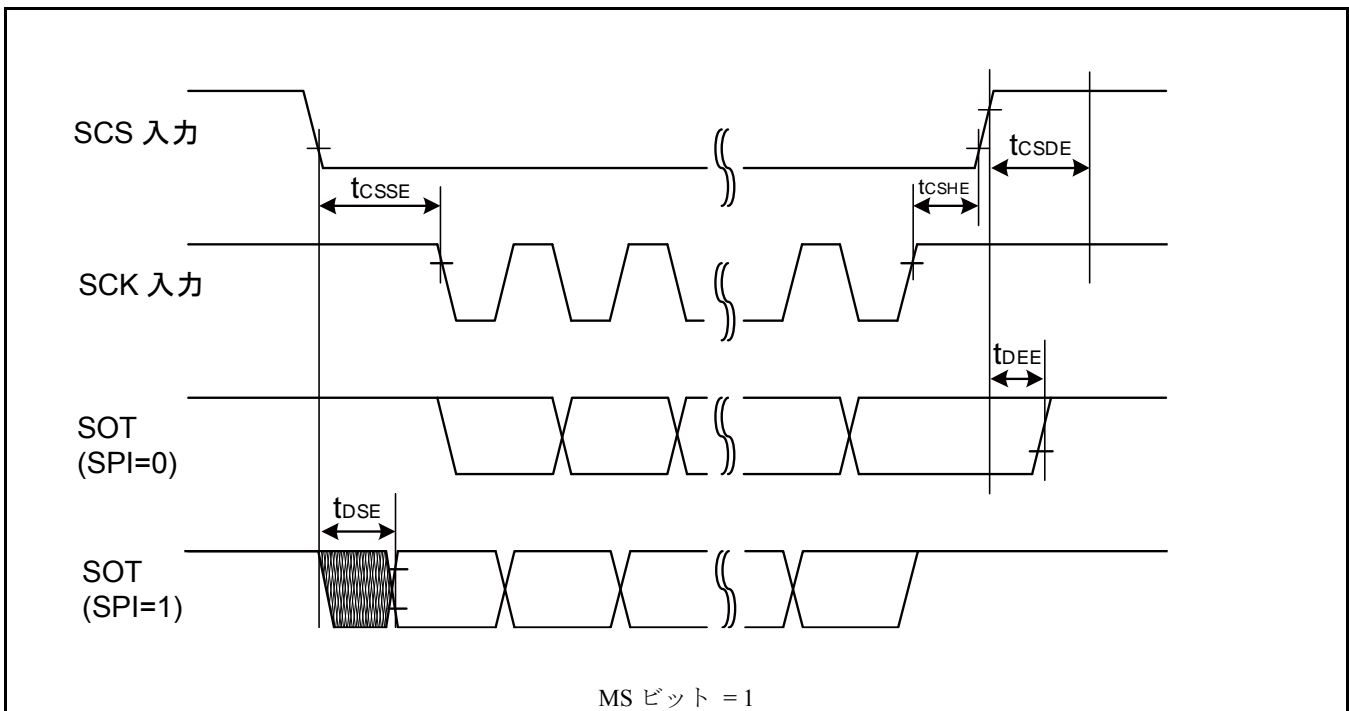 SCS 入力
tCSDE
tCSSE
tCSHE
SCK 入力
tDEE
SOT
(SPI=0)
tDSE
SOT
(SPI=1)
MS ビット = 1